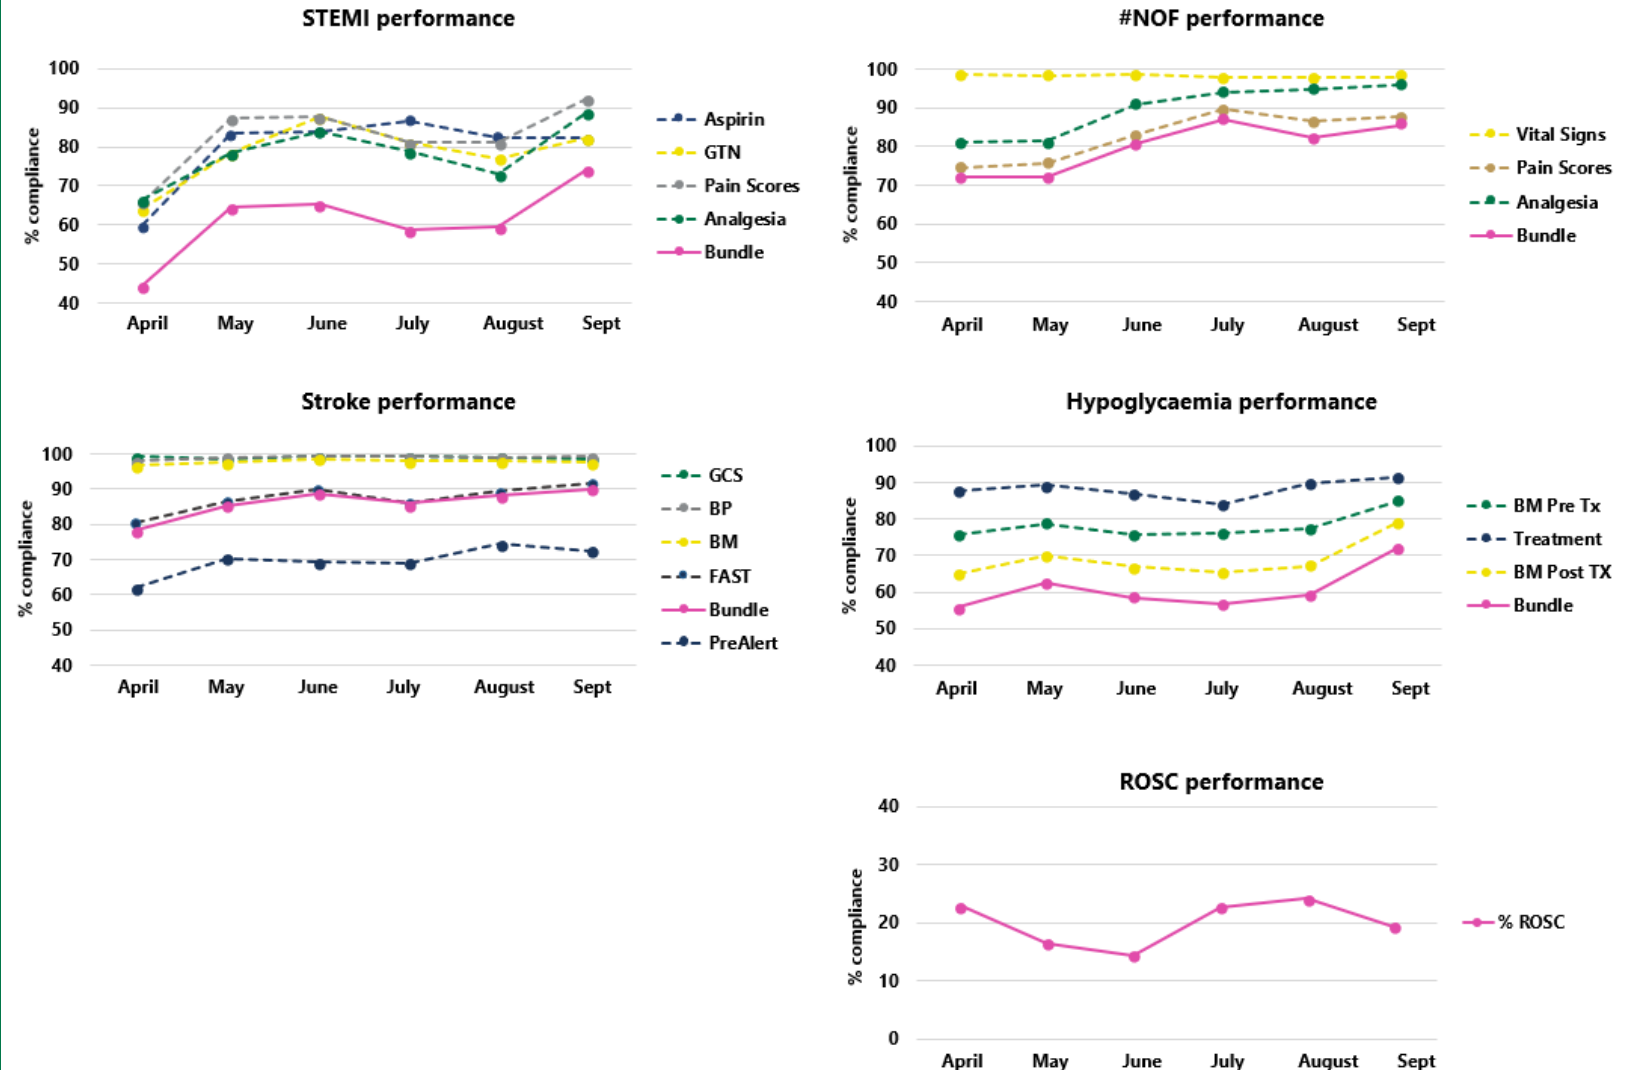 STEMI performance
% compliance
100
90
80
70
60
50
40
April May June July August Sept
Aspirin
GTN
Pain Scores
Analgesia
Bundle
#NOF performance
% compliance
100
90
80
70
60
50
40
April May June July August Sept
Vital Signs
Pain Scores
Analgesia
Bundle
Stroke performance
% compliance
100
90
80
70
60
50
40
April May June July August Sept
GCS
BP
BM
FAST
Bundle
PreAlert
Hypoglycaemia performance
% compliance
100
90
80
70
60
50
40
April May June July August Sept
BM Pre Tx
Treatment
BM Post TX
Bundle
ROSC performance
% compliance
40
30
20
10
0
April May June July August Sept
% ROSC